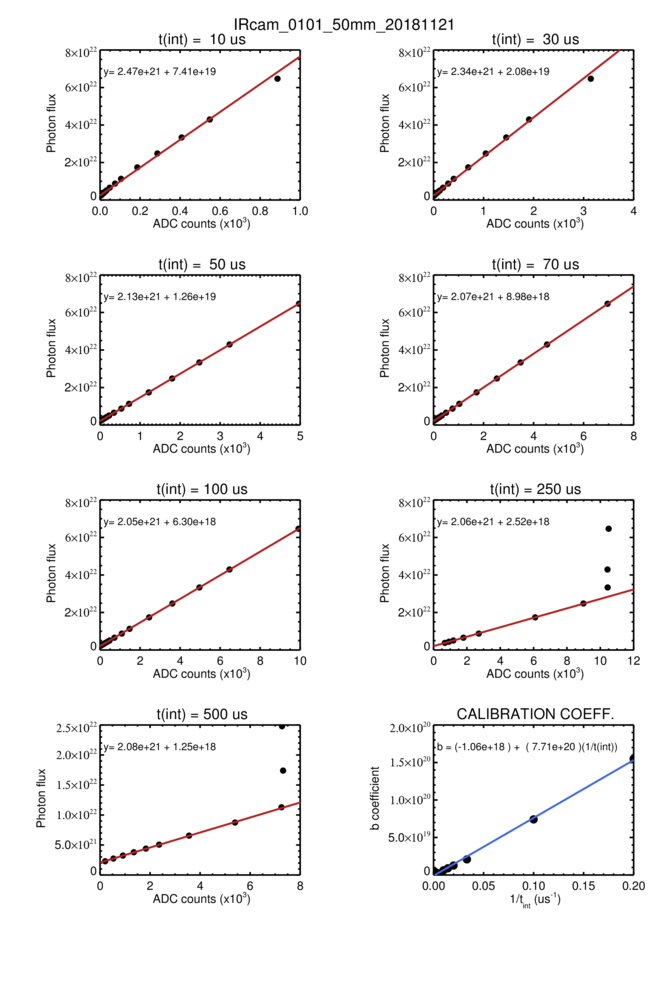 IRcam_0101_50mm_20181121
t(int) = 10 us
8×10²²
6×10²²
4×10²²
2×10²²
0
Photon flux
y= 2.47e+21 + 7.41e+19
0.0 0.2 0.4 0.6 0.8 1.0
ADC counts (x10³)
t(int) = 30 us
8×10²²
6×10²²
4×10²²
2×10²²
0
Photon flux
y= 2.34e+21 + 2.08e+19
0 1 2 3 4
ADC counts (x10³)
t(int) = 50 us
8×10²²
6×10²²
4×10²²
2×10²²
0
Photon flux
y= 2.13e+21 + 1.26e+19
0 1 2 3 4 5
ADC counts (x10³)
t(int) = 70 us
8×10²²
6×10²²
4×10²²
2×10²²
0
Photon flux
y= 2.07e+21 + 8.98e+18
0 2 4 6 8
ADC counts (x10³)
t(int) = 100 us
8×10²²
6×10²²
4×10²²
2×10²²
0
Photon flux
y= 2.05e+21 + 6.30e+18
0 2 4 6 8 10
ADC counts (x10³)
t(int) = 250 us
8×10²²
6×10²²
4×10²²
2×10²²
0
Photon flux
y= 2.06e+21 + 2.52e+18
0 2 4 6 8 10 12
ADC counts (x10³)
t(int) = 500 us
2.5×10²²
2.0×10²²
1.5×10²²
1.0×10²²
5.0×10²¹
0
Photon flux
y= 2.08e+21 + 1.25e+18
0 2 4 6 8
ADC counts (x10³)
CALIBRATION COEFF.
2.0×10²⁰
1.5×10²⁰
1.0×10²⁰
5.0×10¹⁹
0
b coefficient
b = (-1.06e+18 ) + ( 7.71e+20 )(1/t(int))
0.00 0.05 0.10 0.15 0.20
1/t_int (us⁻¹)